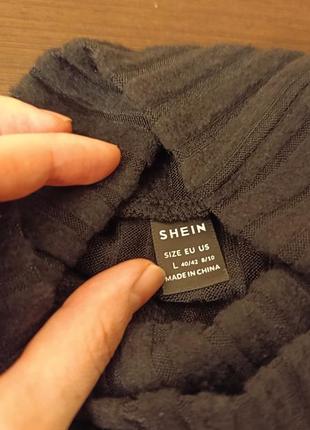 SHEIN
SIZE EU US
L 40/42 8/10
MADE IN CHINA